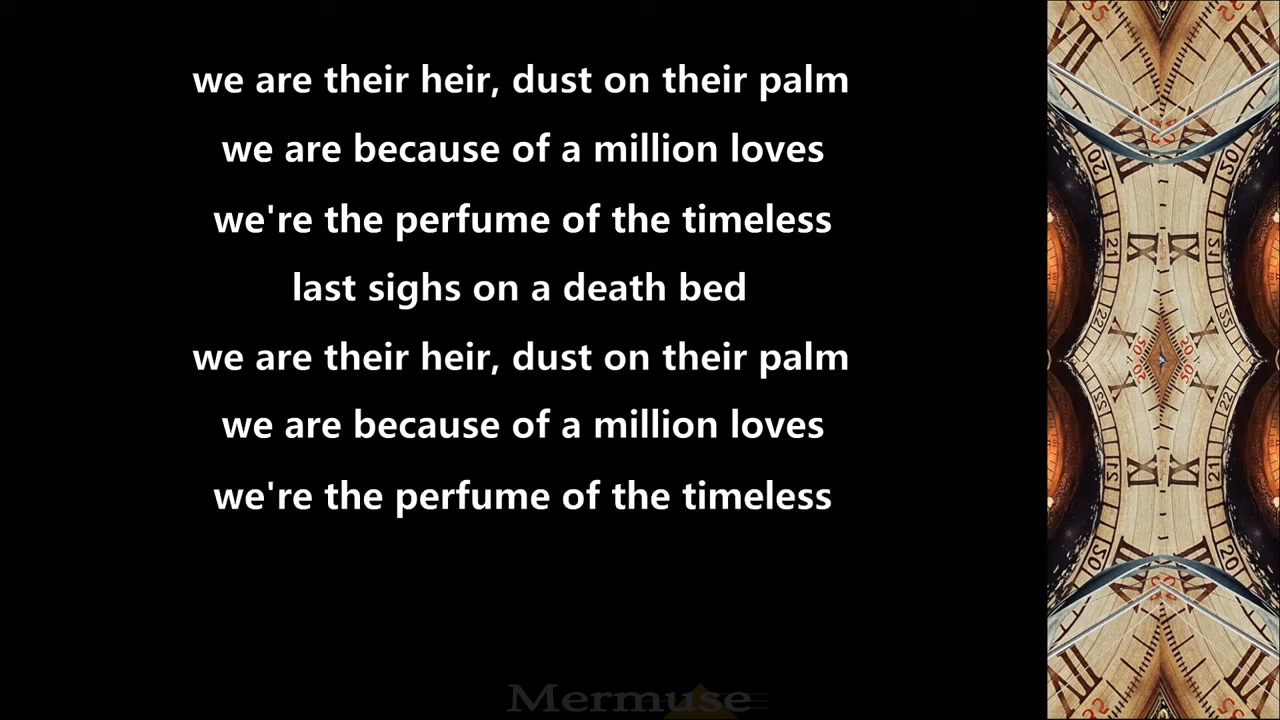 we are their heir, dust on their palm
we are because of a million loves
we're the perfume of the timeless
last sighs on a death bed
we are their heir, dust on their palm
we are because of a million loves
we're the perfume of the timeless
Mermuse